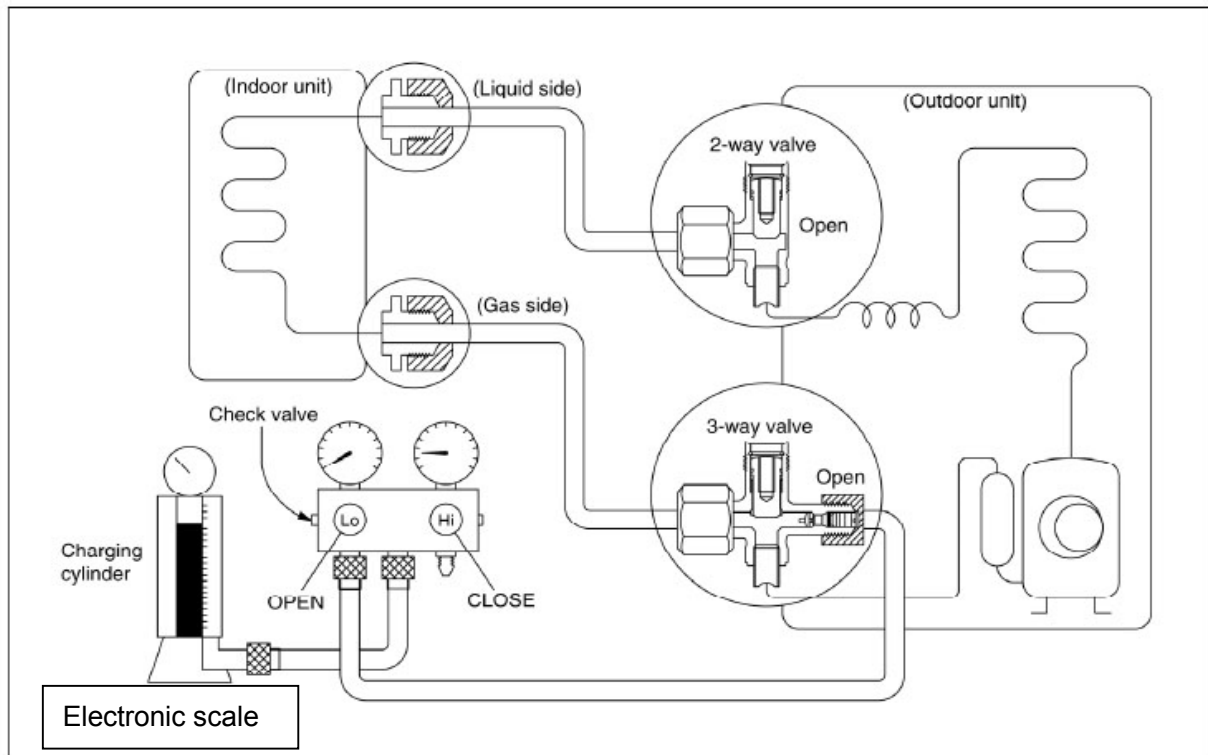 (Indoor unit)
(Liquid side)
(Outdoor unit)
2-way valve
Open
(Gas side)
3-way valve
Open
Check valve
Lo
Hi
Charging
cylinder
OPEN
CLOSE
Electronic scale